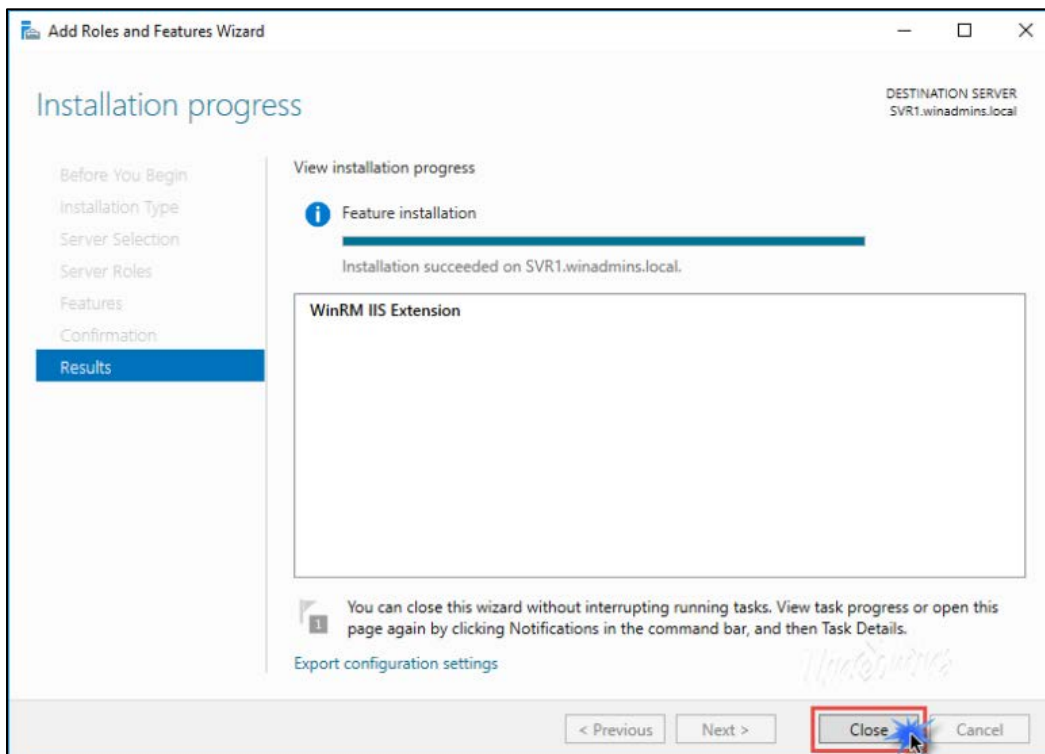 Add Roles and Features Wizard
Installation progress
DESTINATION SERVER
SVR1.winadmins.local
Before You Begin
Installation Type
Server Selection
Server Roles
Features
Confirmation
Results
View installation progress
Feature installation
Installation succeeded on SVR1.winadmins.local.
WinRM IIS Extension
1
You can close this wizard without interrupting running tasks. View task progress or open this
page again by clicking Notifications in the command bar, and then Task Details.
Export configuration settings
< Previous
Next >
Close
Cancel